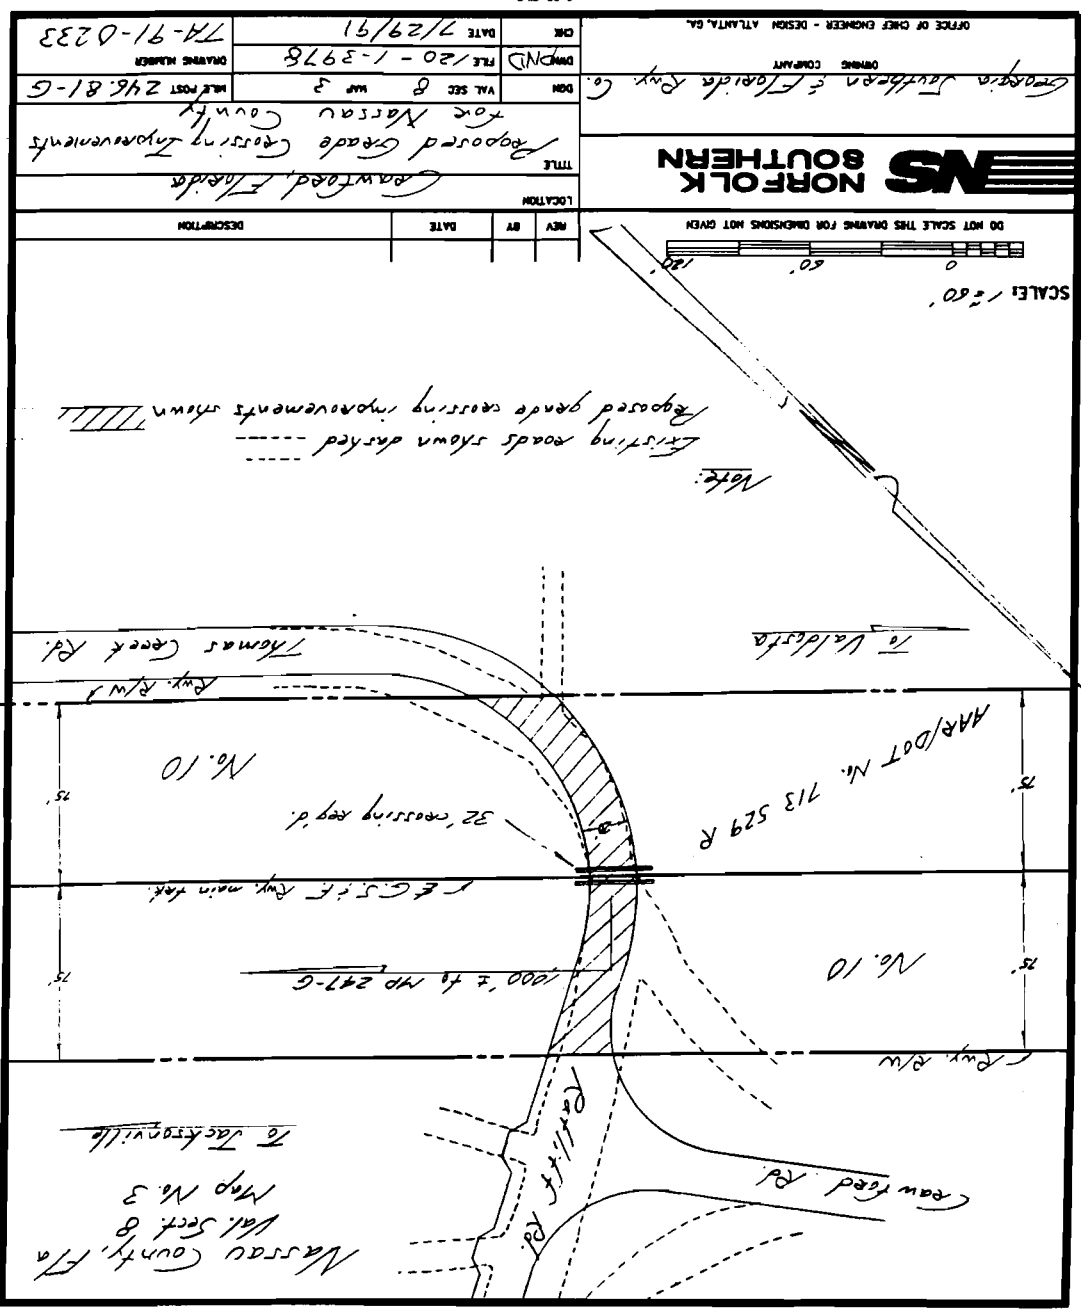 Nassau County, Fla
Val. Sect. 8
Map No. 3
To Jacksonville
Crawford Rd.
Ratliff Rd.
Rwy. R/W
75'
75'
No. 10
1000' ± to MP 247-G
℄ G.S. & F. Rwy. main trk.
32' crossing req'd.
AAR/DOT No. 713 529 R
75'
75'
No. 10
Rwy. R/W
Thomas Creek Rd.
To Valdosta
Note:
Existing roads shown dashed
Proposed grade crossing improvements shown
SCALE: 1"=60'
0 60' 120'
DO NOT SCALE THIS DRAWING FOR DIMENSIONS NOT GIVEN
REV BY DATE DESCRIPTION
NS NORFOLK
SOUTHERN
Georgia Southern & Florida Rwy. Co.
OWNING COMPANY
OFFICE OF CHIEF ENGINEER - DESIGN ATLANTA, GA.
LOCATION Crawford, Florida
TITLE Proposed Grade Crossing Improvements
For Nassau County
DGN VAL SEC 8 MAP 3 MILE POST 246.81-G
DWN DND FILE 120-1-3978 DRAWING NUMBER
CHK DATE 7/29/91 7A-91-0233